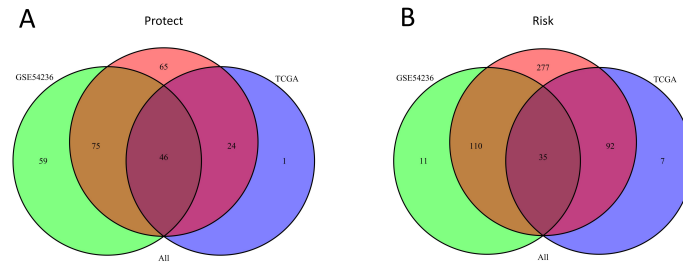 A
Protect
65
GSE54236
TCGA
75
24
59
46
1
All
B
Risk
277
GSE54236
TCGA
110
92
11
35
7
All